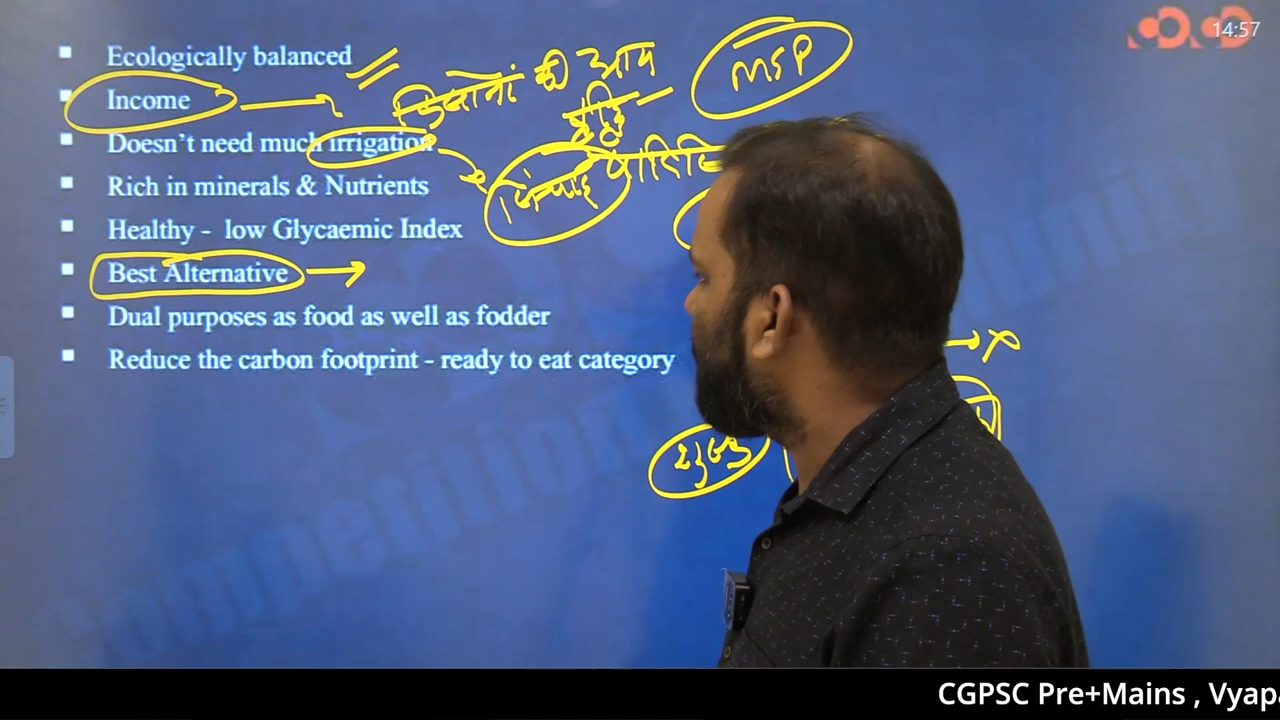 14:57
Ecologically balanced
Income
किसानों की आय
वृद्धि
MSP
Doesn’t need much irrigation
Rich in minerals & Nutrients
Healthy - low Glycaemic Index
Best Alternative
Dual purposes as food as well as fodder
Reduce the carbon footprint - ready to eat category
CGPSC Pre+Mains , Vyap